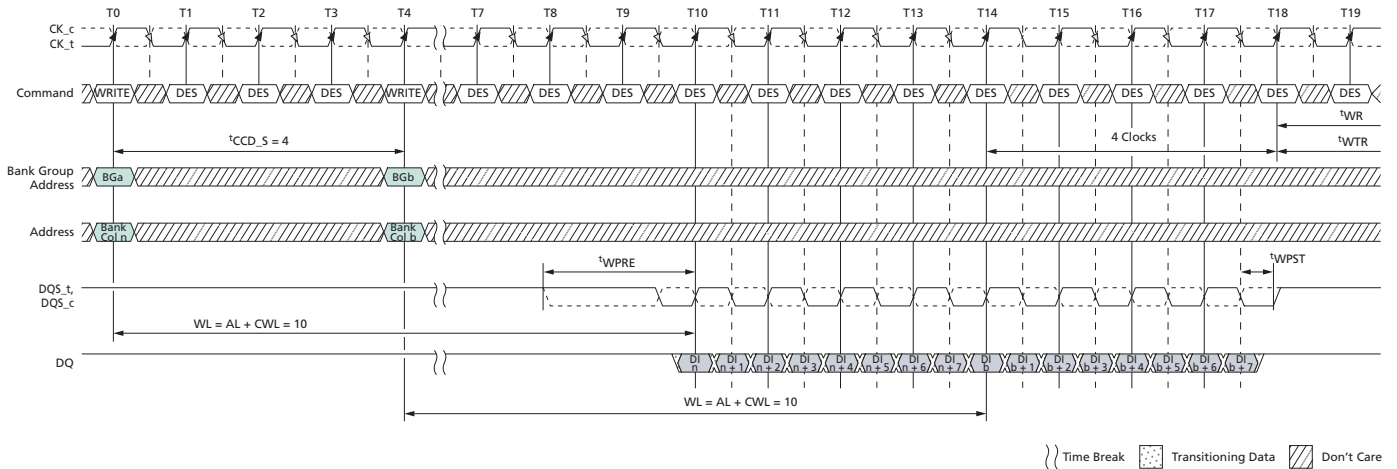 T0 T1 T2 T3 T4 T7 T8 T9 T10 T11 T12 T13 T14 T15 T16 T17 T18 T19
CK_c
CK_t
Command WRITE DES DES DES WRITE DES DES DES DES DES DES DES DES DES DES DES DES DES
tWR
tCCD_S = 4 4 Clocks tWTR
Bank Group
Address BGa BGb
Address Bank
Col n Bank
Col b
tWPRE tWPST
DQS_t,
DQS_c
WL = AL + CWL = 10
DQ DI
n DI
n + 1 DI
n + 2 DI
n + 3 DI
n + 4 DI
n + 5 DI
n + 6 DI
n + 7 DI
b DI
b + 1 DI
b + 2 DI
b + 3 DI
b + 4 DI
b + 5 DI
b + 6 DI
b + 7
WL = AL + CWL = 10
Time Break Transitioning Data Don't Care